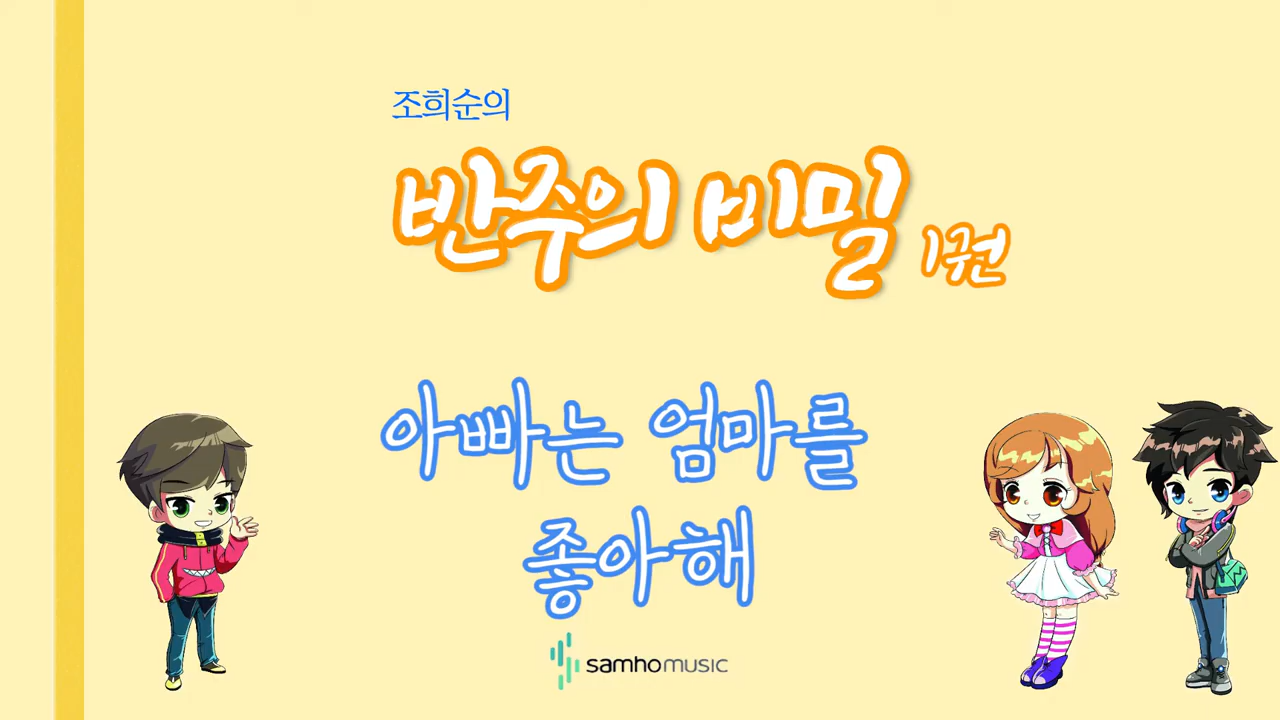 조희순의
반주의 비밀 1권
아빠는 엄마를
좋아해
samhomusic